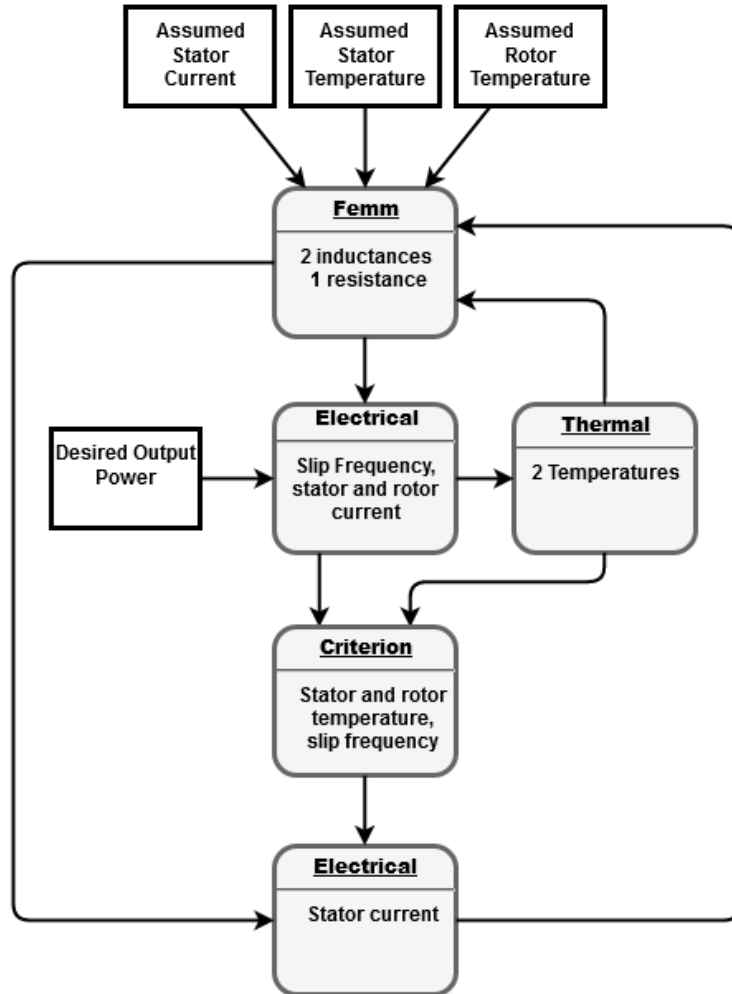 Assumed
Stator
Current
Assumed
Stator
Temperature
Assumed
Rotor
Temperature
Femm
2 inductances
1 resistance
Desired Output
Power
Electrical
Slip Frequency,
stator and rotor
current
Thermal
2 Temperatures
Criterion
Stator and rotor
temperature,
slip frequency
Electrical
Stator current